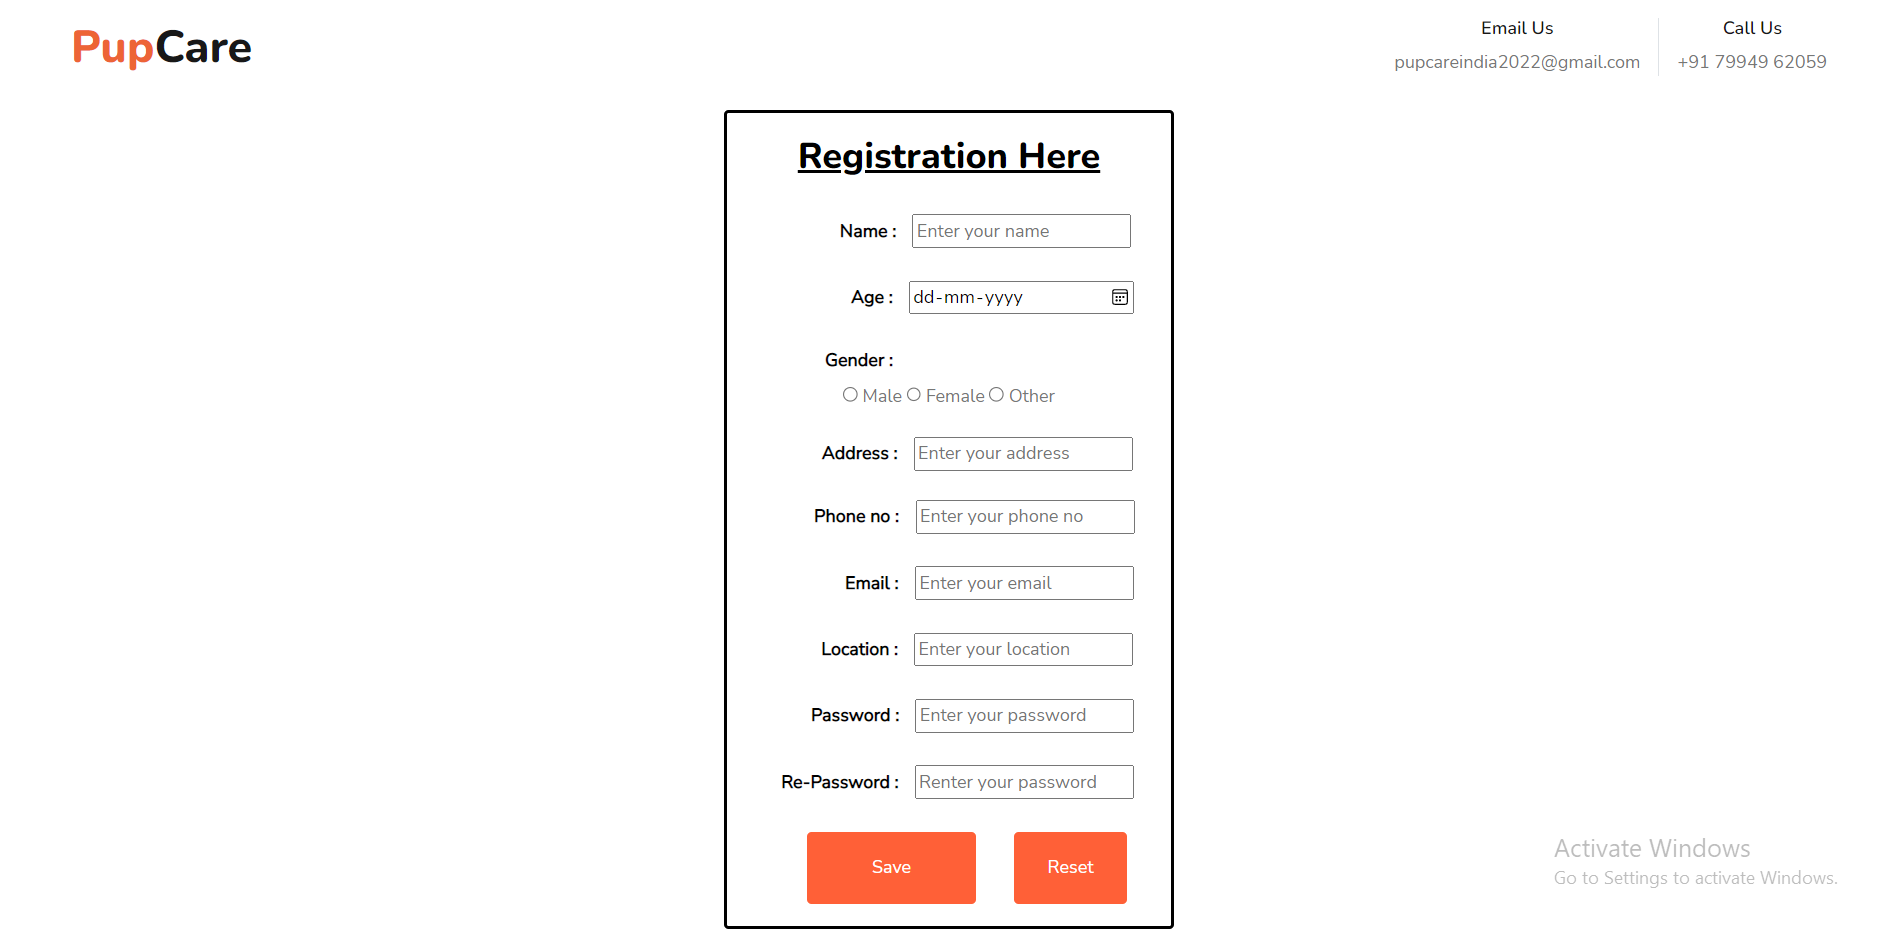 PupCare
Email Us
pupcareindia2022@gmail.com
Call Us
+91 79949 62059
Registration Here
Name : Enter your name
Age : dd-mm-yyyy
Gender :
Male Female Other
Address : Enter your address
Phone no : Enter your phone no
Email : Enter your email
Location : Enter your location
Password : Enter your password
Re-Password : Renter your password
Save Reset
Activate Windows
Go to Settings to activate Windows.